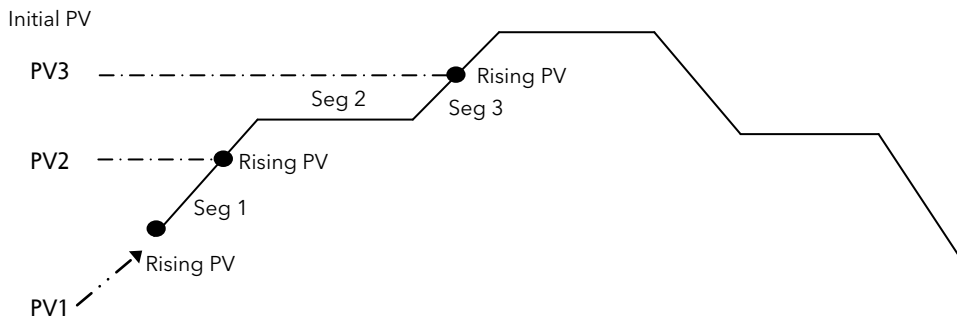 Initial PV
PV3
Rising PV
Seg 2
Seg 3
PV2
Rising PV
Seg 1
Rising PV
PV1